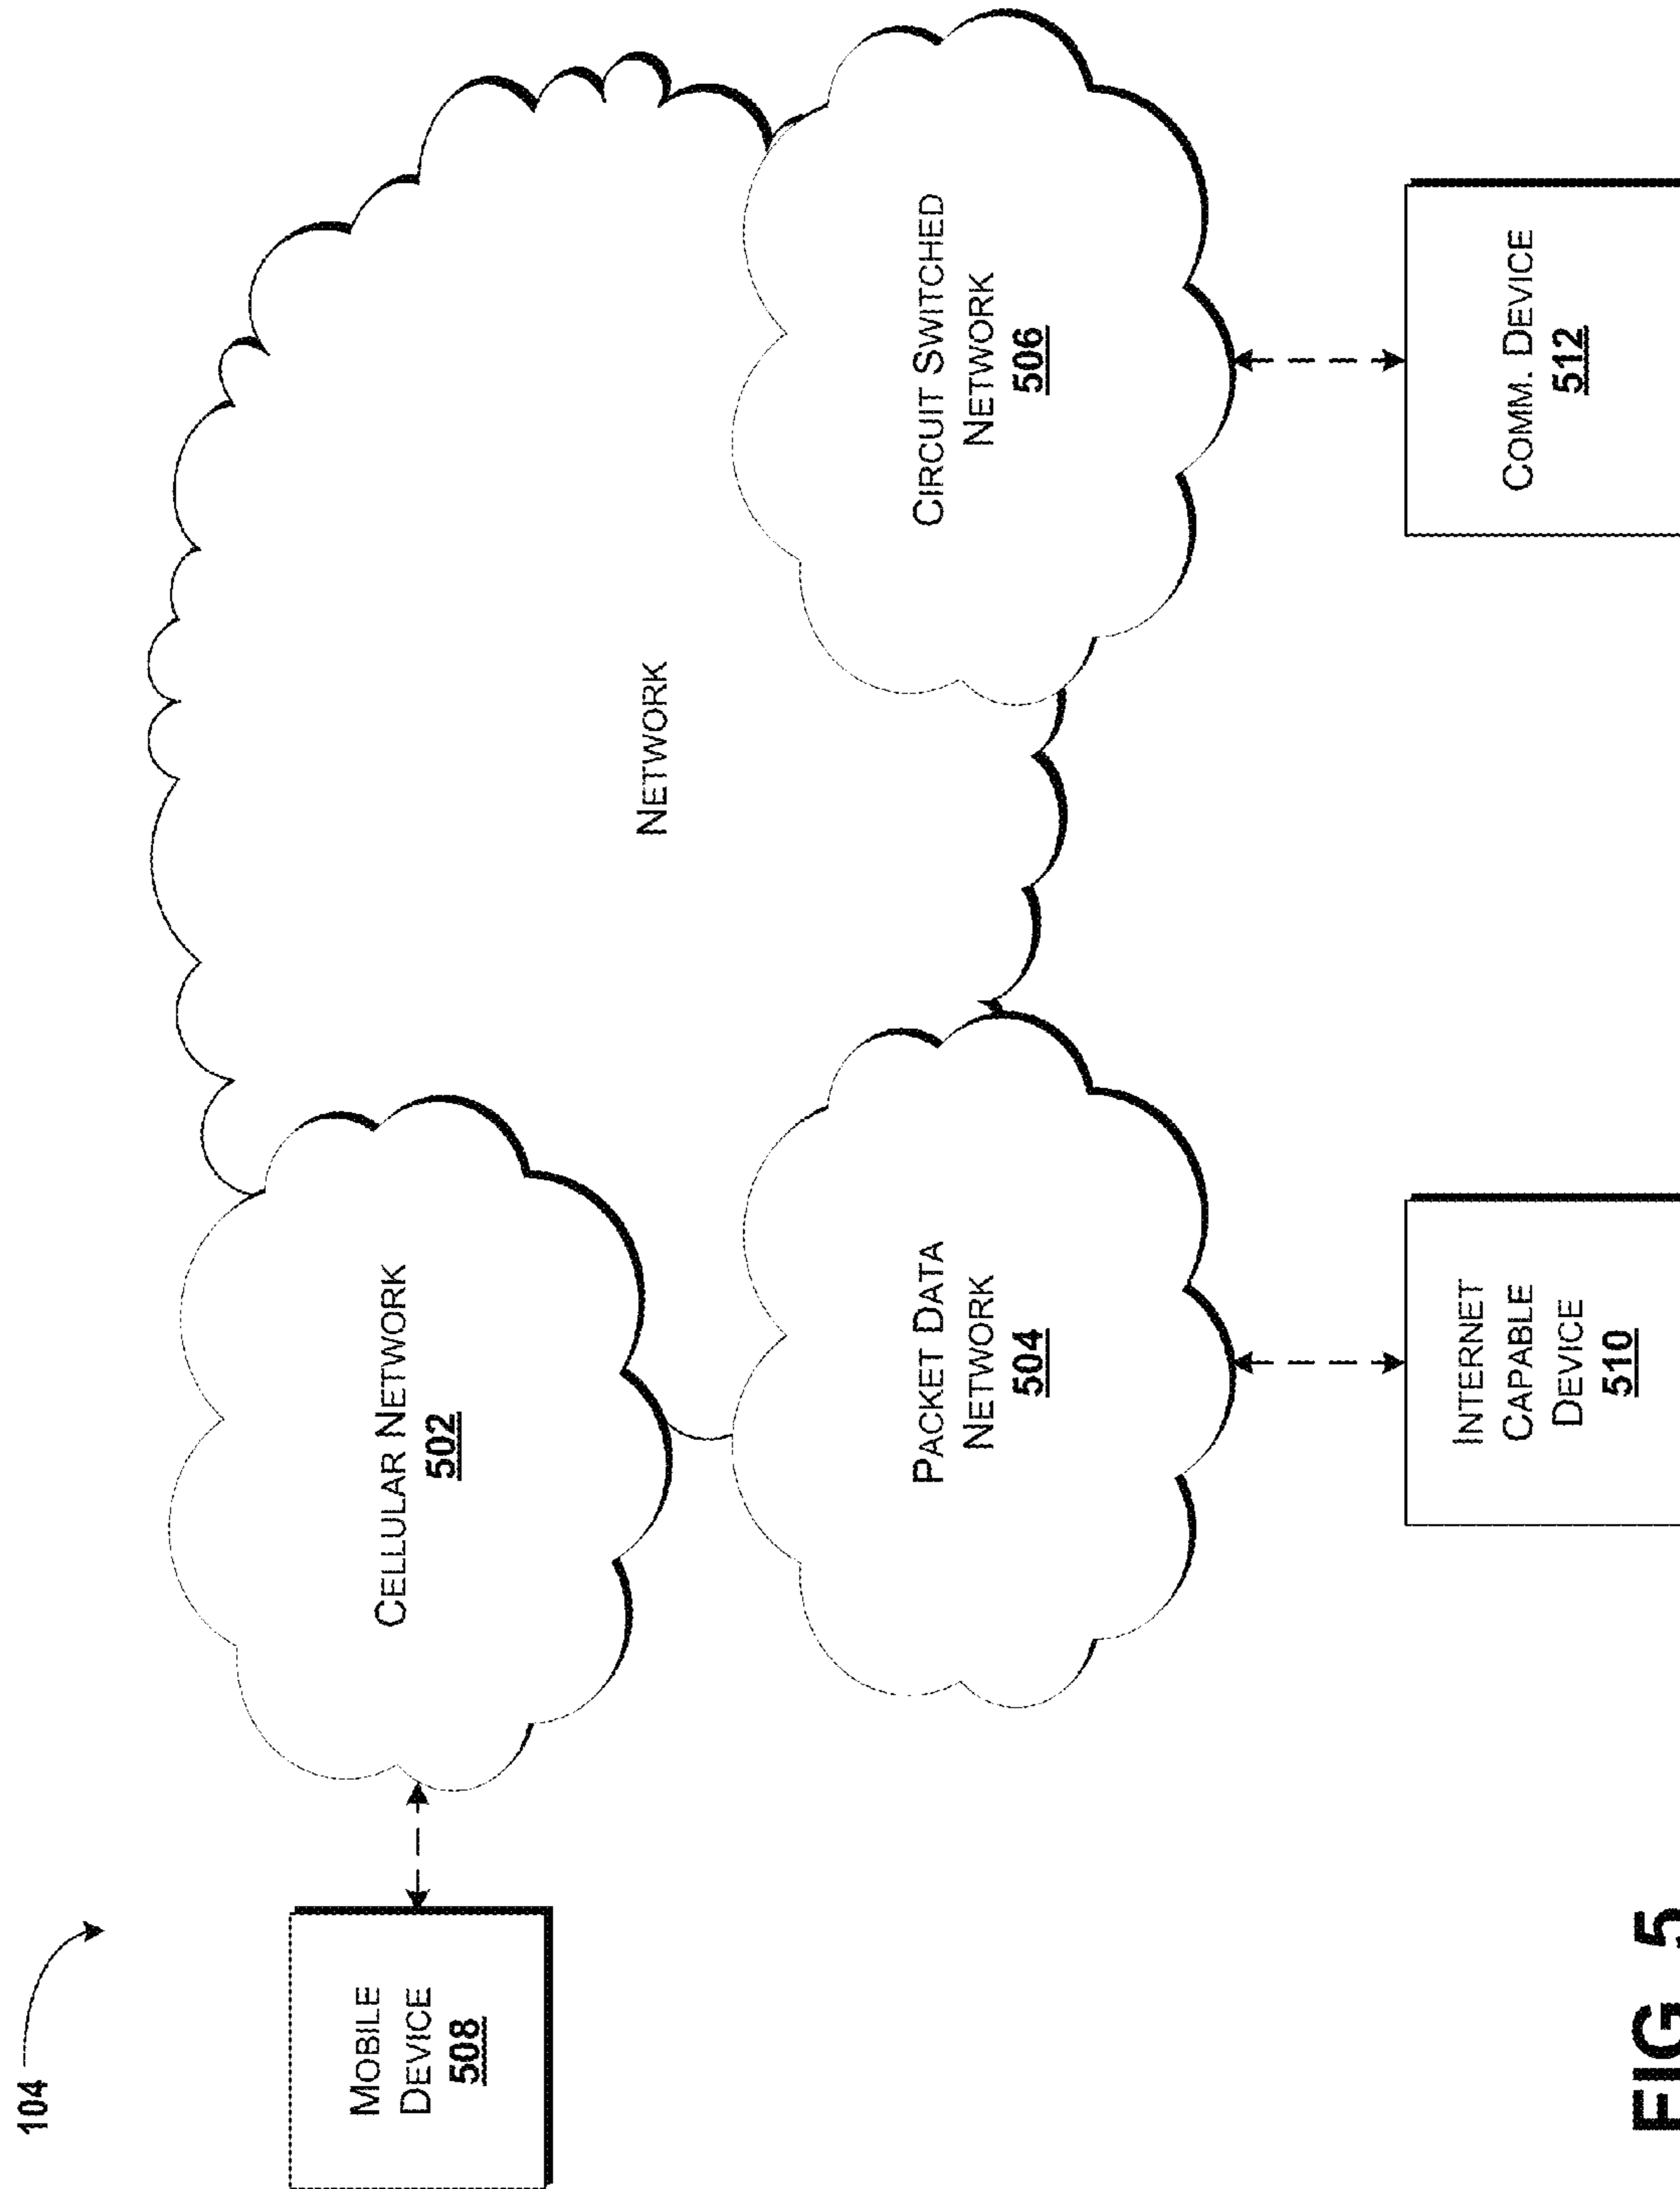 104
MOBILE
DEVICE
508
CELLULAR NETWORK
502
NETWORK
PACKET DATA
NETWORK
504
CIRCUIT SWITCHED
NETWORK
506
INTERNET
CAPABLE
DEVICE
510
COMM. DEVICE
512
FIG. 5